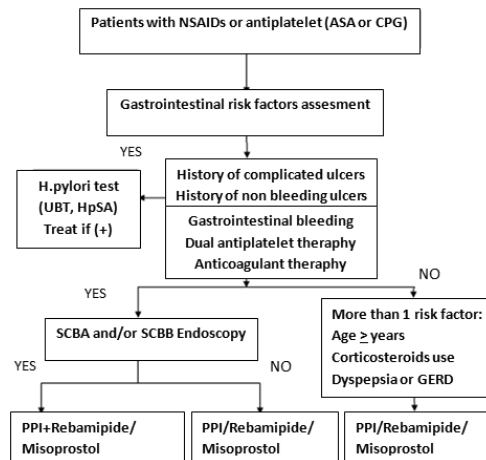 Patients with NSAIDs or antiplatelet (ASA or CPG)
Gastrointestinal risk factors assesment
YES
H.pylori test
(UBT, HpSA)
Treat if (+)
History of complicated ulcers
History of non bleeding ulcers
Gastrointestinal bleeding
Dual antiplatelet theraphy
Anticoagulant theraphy
YES
NO
SCBA and/or SCBB Endoscopy
More than 1 risk factor:
Age ≥ years
Corticosteroids use
Dyspepsia or GERD
YES
NO
PPI+Rebamipide/
Misoprostol
PPI/Rebamipide/
Misoprostol
PPI/Rebamipide/
Misoprostol